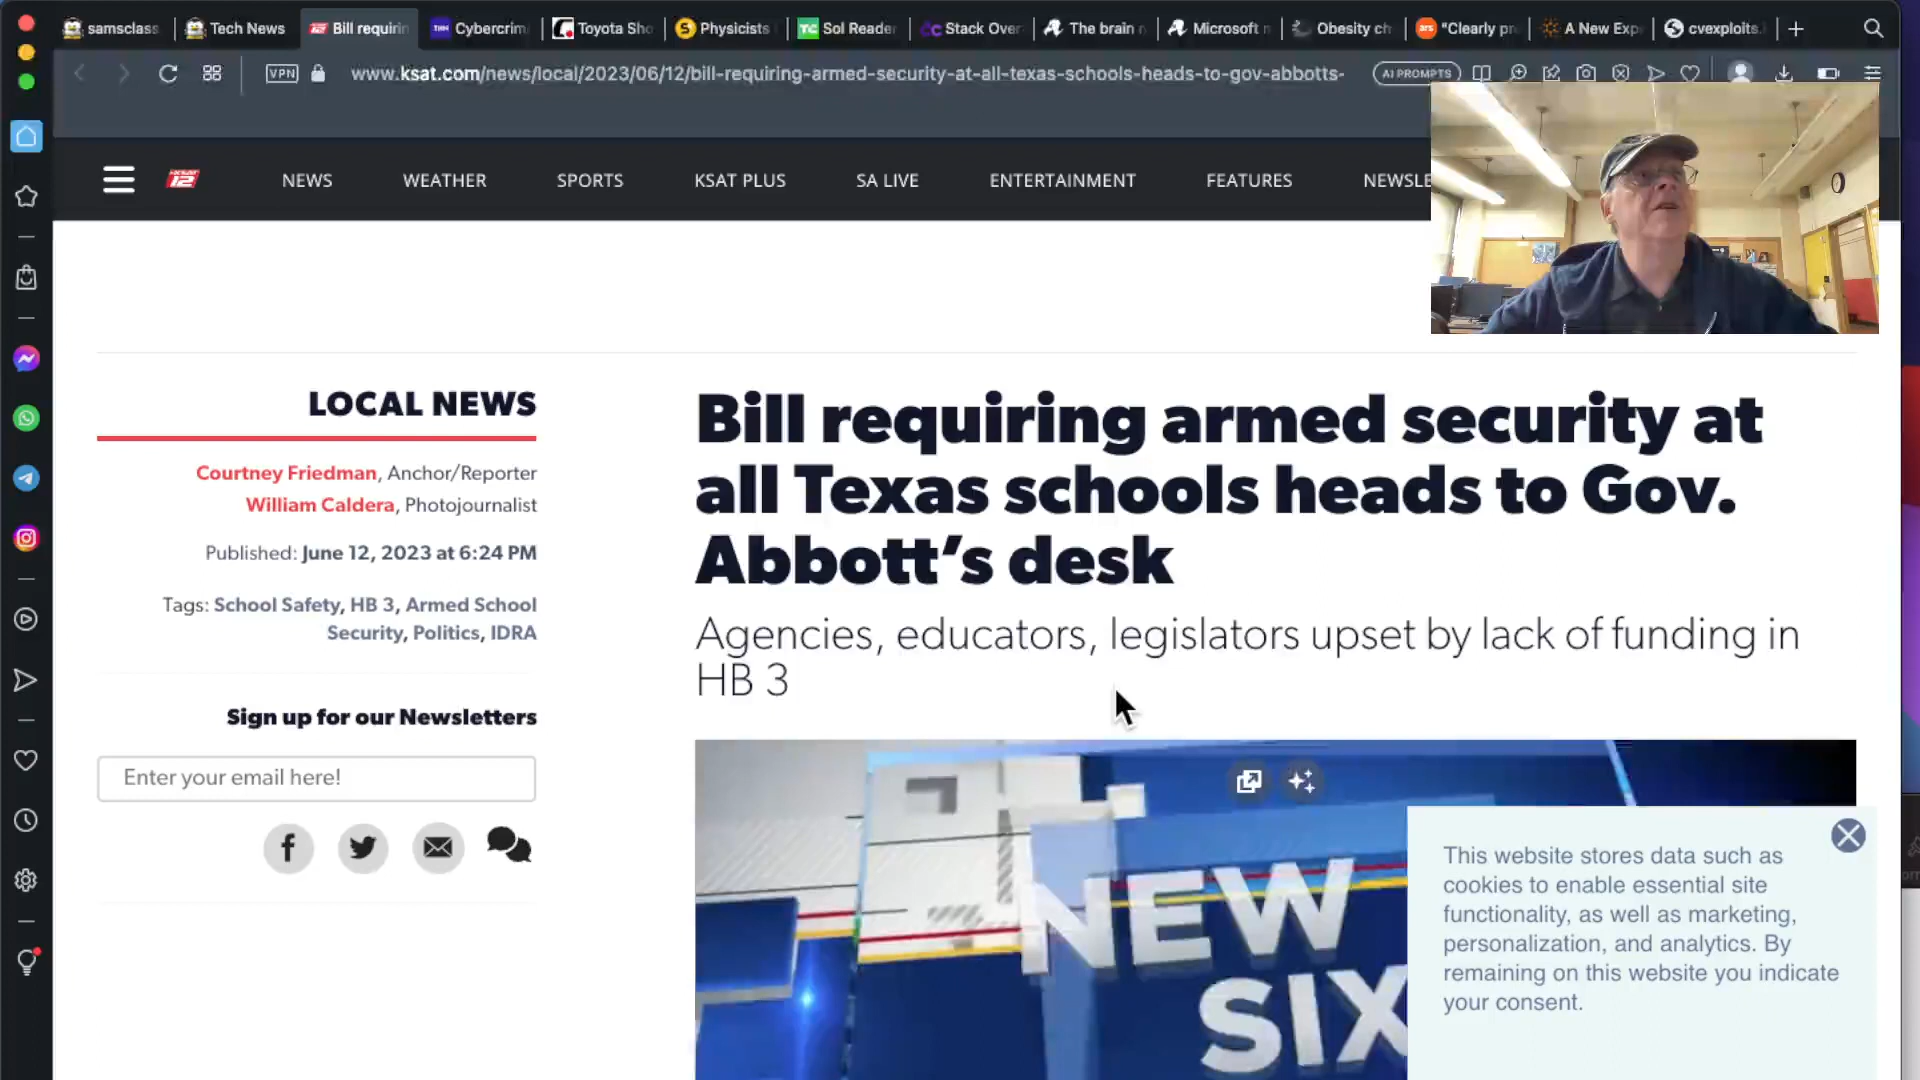 samsclass
Tech News
Bill requirin
Cybercrim
Toyota Sho
Physicists
Sol Reader
Stack Over
The brain n
Microsoft n
Obesity ch
"Clearly pr
A New Exp
cvexploits.
VPN
www.ksat.com/news/local/2023/06/12/bill-requiring-armed-security-at-all-texas-schools-heads-to-gov-abbotts-
AI PROMPTS
12
NEWS
WEATHER
SPORTS
KSAT PLUS
SA LIVE
ENTERTAINMENT
FEATURES
NEWSLE
LOCAL NEWS
Courtney Friedman, Anchor/Reporter
William Caldera, Photojournalist
Published: June 12, 2023 at 6:24 PM
Tags: School Safety, HB 3, Armed School
Security, Politics, IDRA
Sign up for our Newsletters
Enter your email here!
Bill requiring armed security at
all Texas schools heads to Gov.
Abbott's desk
Agencies, educators, legislators upset by lack of funding in
HB 3
NEW
SIX
This website stores data such as
cookies to enable essential site
functionality, as well as marketing,
personalization, and analytics. By
remaining on this website you indicate
your consent.